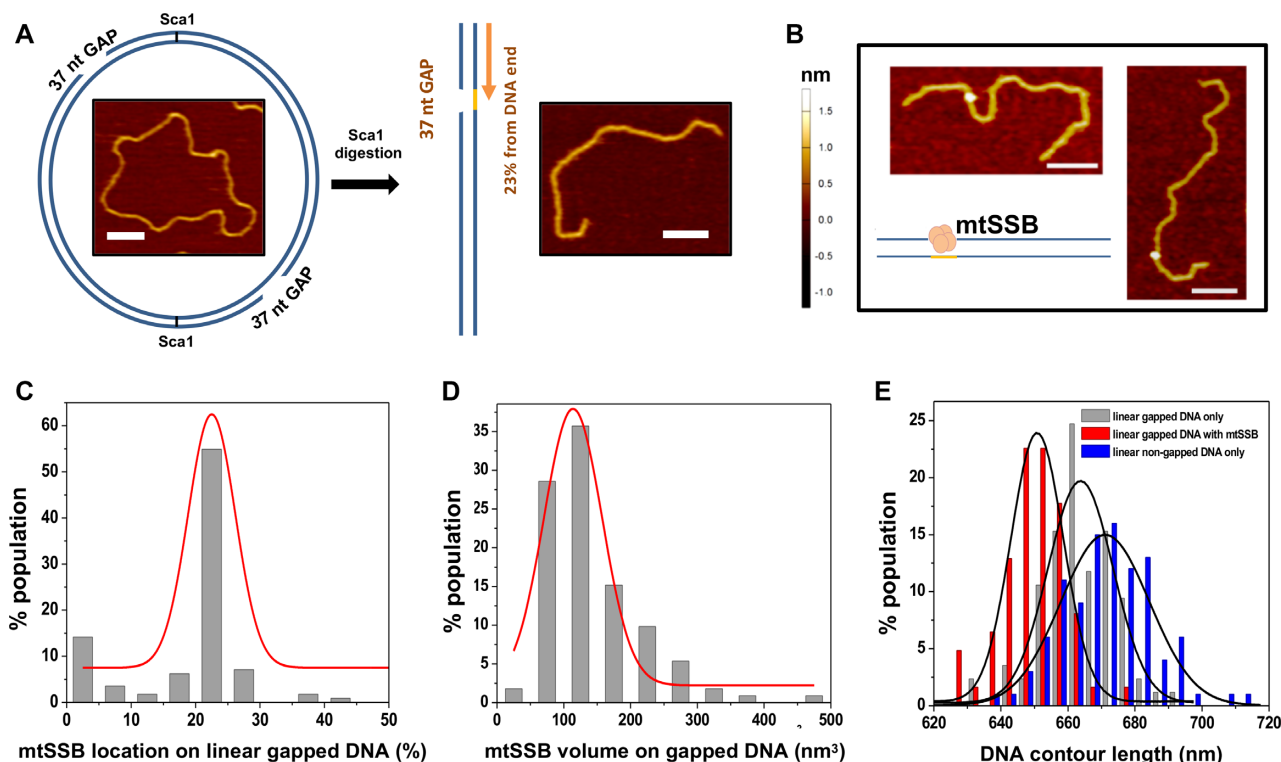 A
Sca1
37 nt GAP
37 nt GAP
Sca1
Sca1
digestion
37 nt GAP
23% from DNA end
B
nm
1.5
1.0
0.5
0.0
-0.5
-1.0
mtSSB
C
% population
60
50
40
30
20
10
0
0 10 20 30 40 50
mtSSB location on linear gapped DNA (%)
D
% population
35
30
25
20
15
10
5
0
0 100 200 300 400 500
mtSSB volume on gapped DNA (nm³)
E
% population
25
20
15
10
5
0
linear gapped DNA only
linear gapped DNA with mtSSB
linear non-gapped DNA only
620 640 660 680 700 720
DNA contour length (nm)